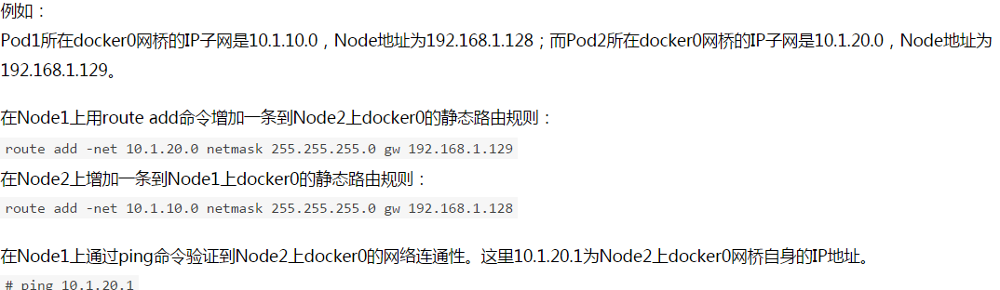 例如：
Pod1所在docker0网桥的IP子网是10.1.10.0，Node地址为192.168.1.128；而Pod2所在docker0网桥的IP子网是10.1.20.0，Node地址为
192.168.1.129。
在Node1上用route add命令增加一条到Node2上docker0的静态路由规则：
route add -net 10.1.20.0 netmask 255.255.255.0 gw 192.168.1.129
在Node2上增加一条到Node1上docker0的静态路由规则：
route add -net 10.1.10.0 netmask 255.255.255.0 gw 192.168.1.128
在Node1上通过ping命令验证到Node2上docker0的网络连通性。这里10.1.20.1为Node2上docker0网桥自身的IP地址。
# ping 10.1.20.1